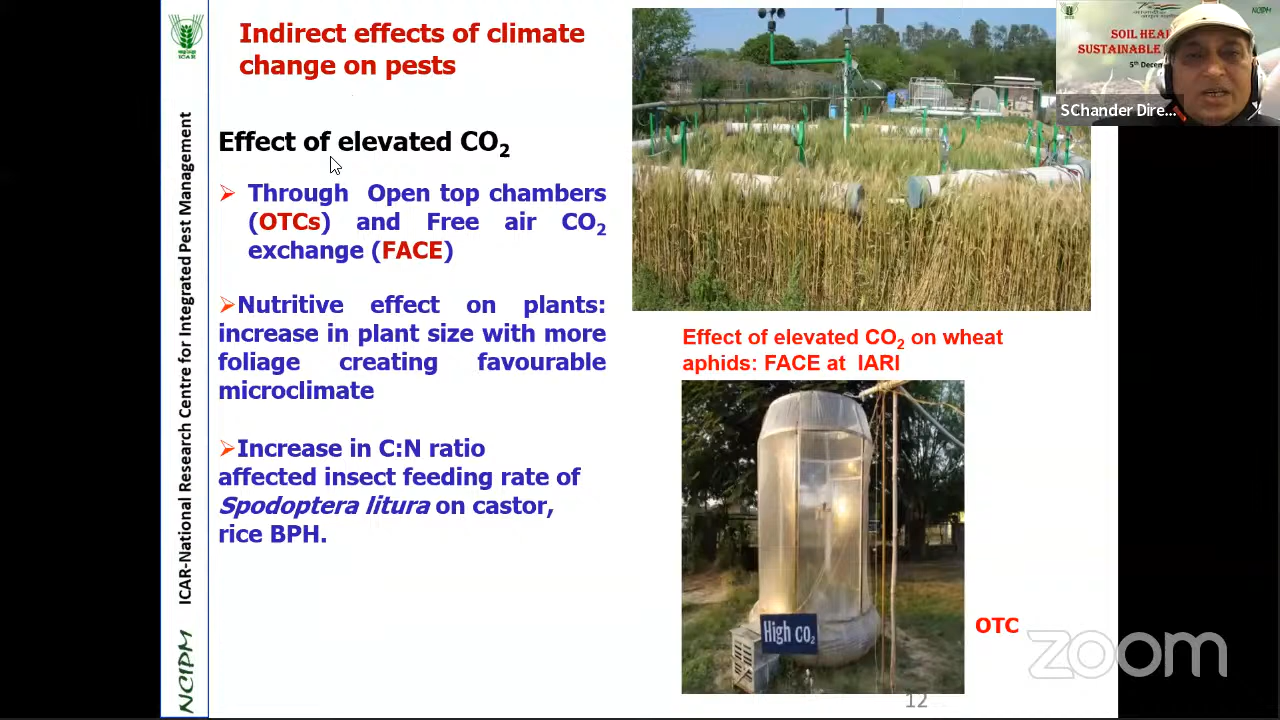 ICAR
Indirect effects of climate
change on pests
Effect of elevated CO2
Through Open top chambers
(OTCs) and Free air CO2
exchange (FACE)
Nutritive effect on plants:
increase in plant size with more
foliage creating favourable
microclimate
Increase in C:N ratio
affected insect feeding rate of
Spodoptera litura on castor,
rice BPH.
ICAR-National Research Centre for Integrated Pest Management
NCIPM
Effect of elevated CO2 on wheat
aphids: FACE at IARI
High CO2
OTC
12
NCIPM
SOIL HEAL
SUSTAINABLE
5th Decem
SChander Dire...
zoom